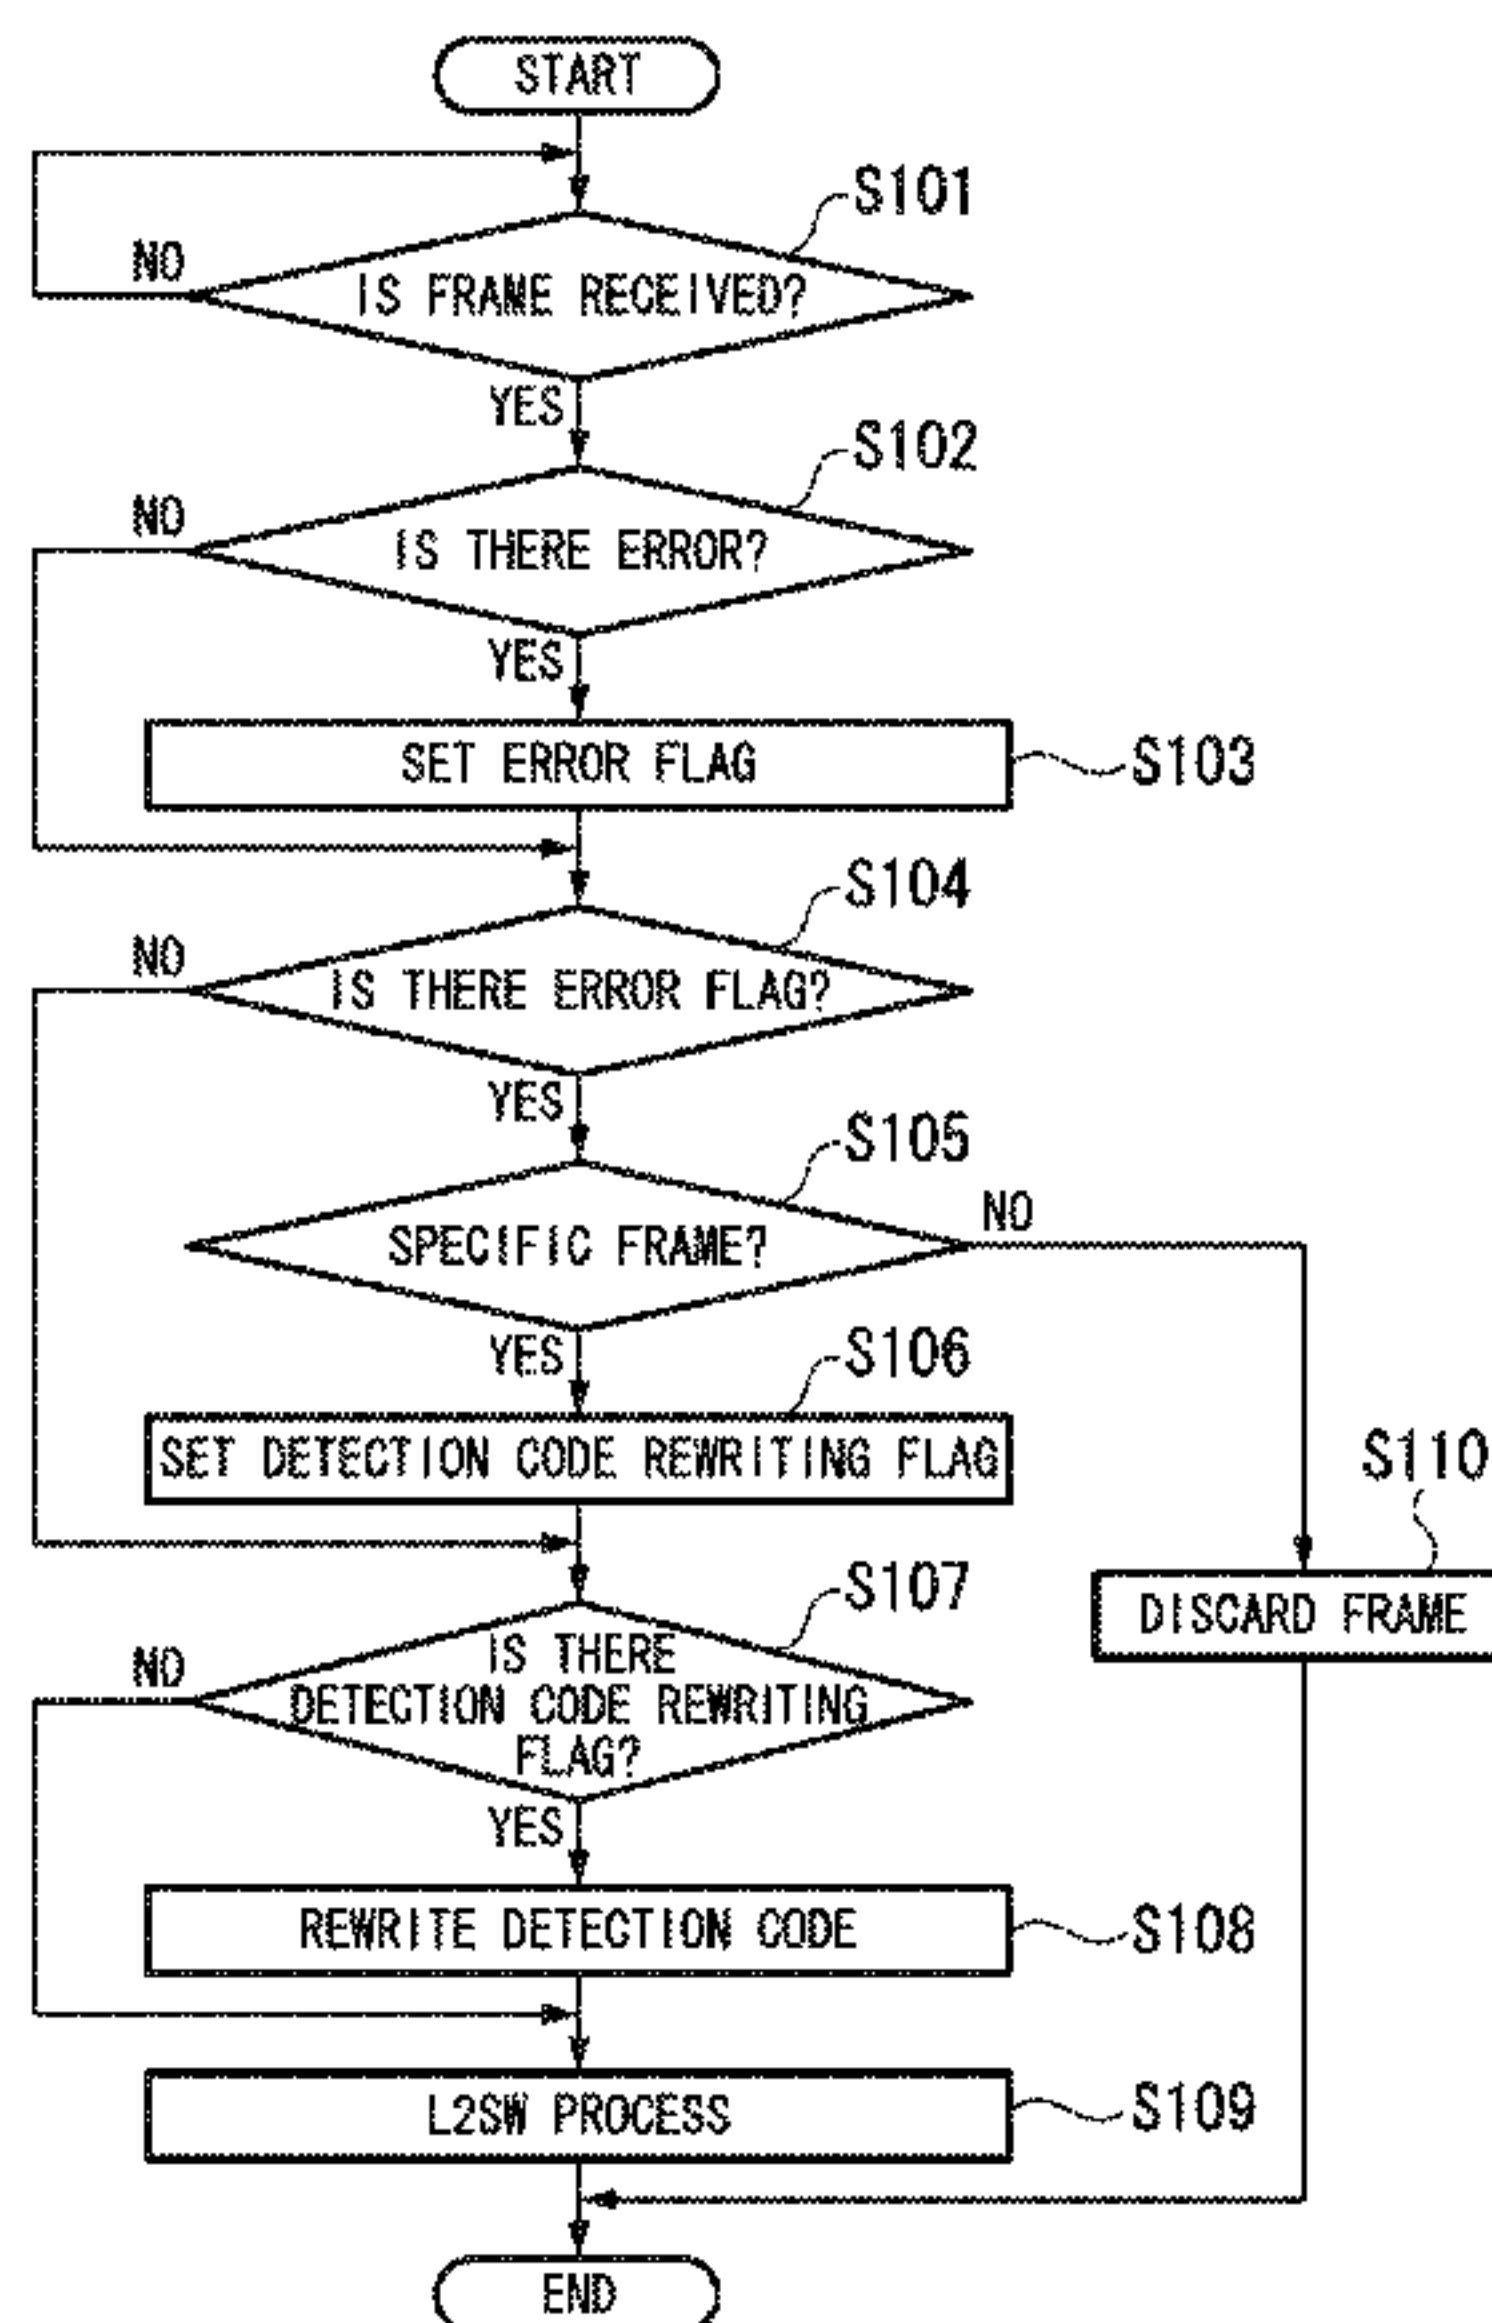 START
S101
NO
IS FRAME RECEIVED?
YES
S102
NO
IS THERE ERROR?
YES
SET ERROR FLAG
S103
S104
NO
IS THERE ERROR FLAG?
YES
S105
NO
SPECIFIC FRAME?
YES
S106
SET DETECTION CODE REWRITING FLAG
S110
DISCARD FRAME
S107
NO
IS THERE
DETECTION CODE REWRITING
FLAG?
YES
REWRITE DETECTION CODE
S108
L2SW PROCESS
S109
END